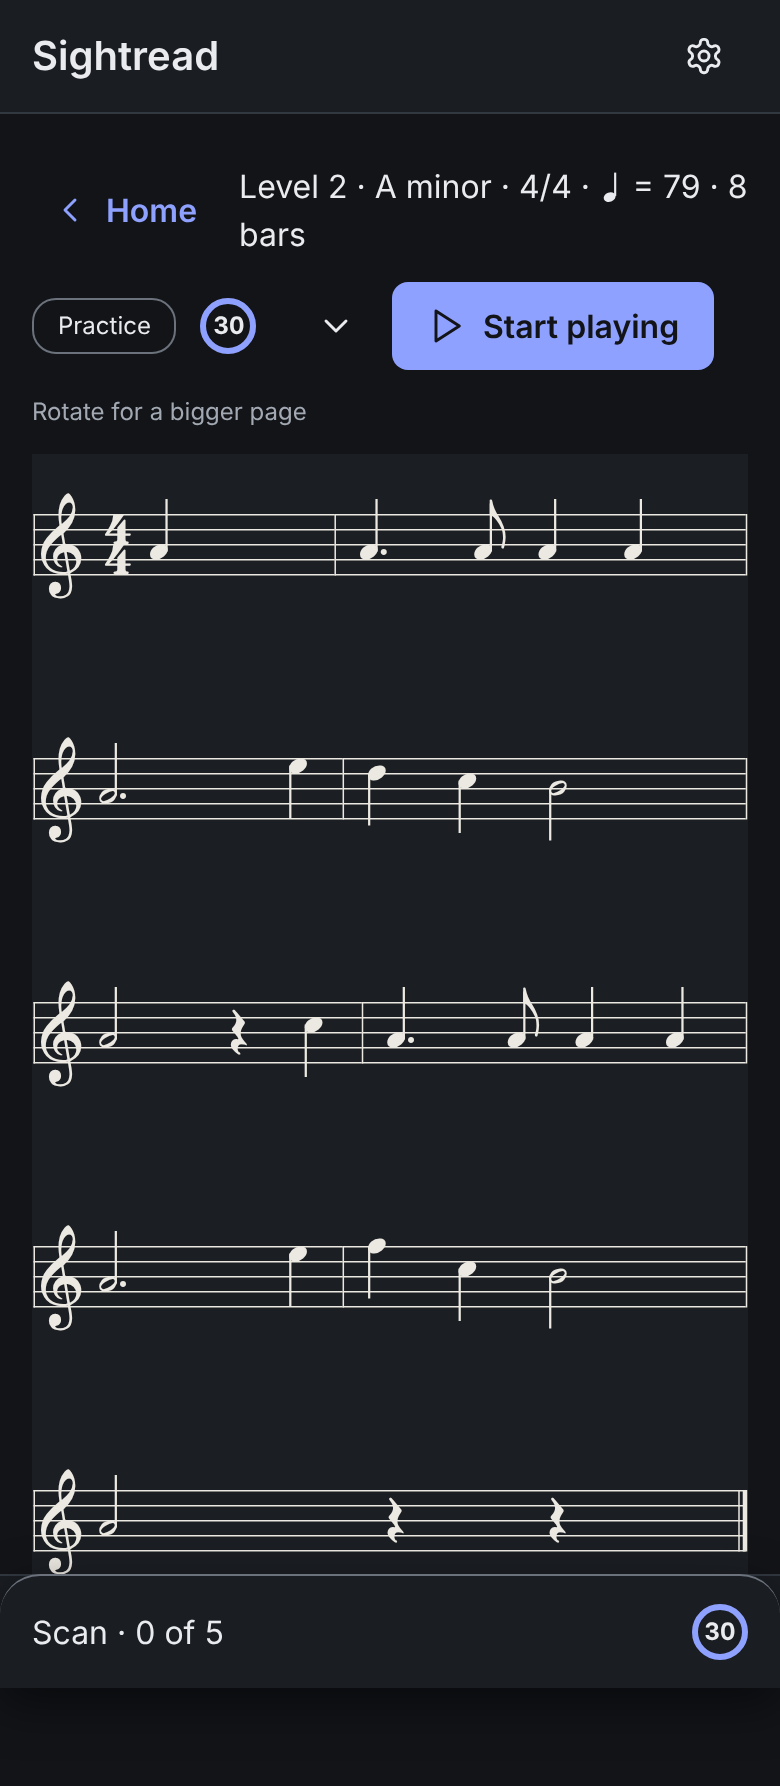 Sightread
Home
Level 2 · A minor · 4/4 · ♩ = 79 · 8
bars
Practice
30
Start playing
Rotate for a bigger page
4
4
Scan · 0 of 5
30